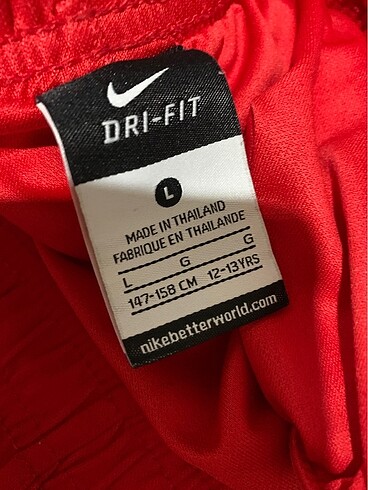 DRI-FIT
L
MADE IN THAILAND
FABRIQUE EN THAILANDE
L G G
147-158 CM 12-13YRS
nikebetterworld.com